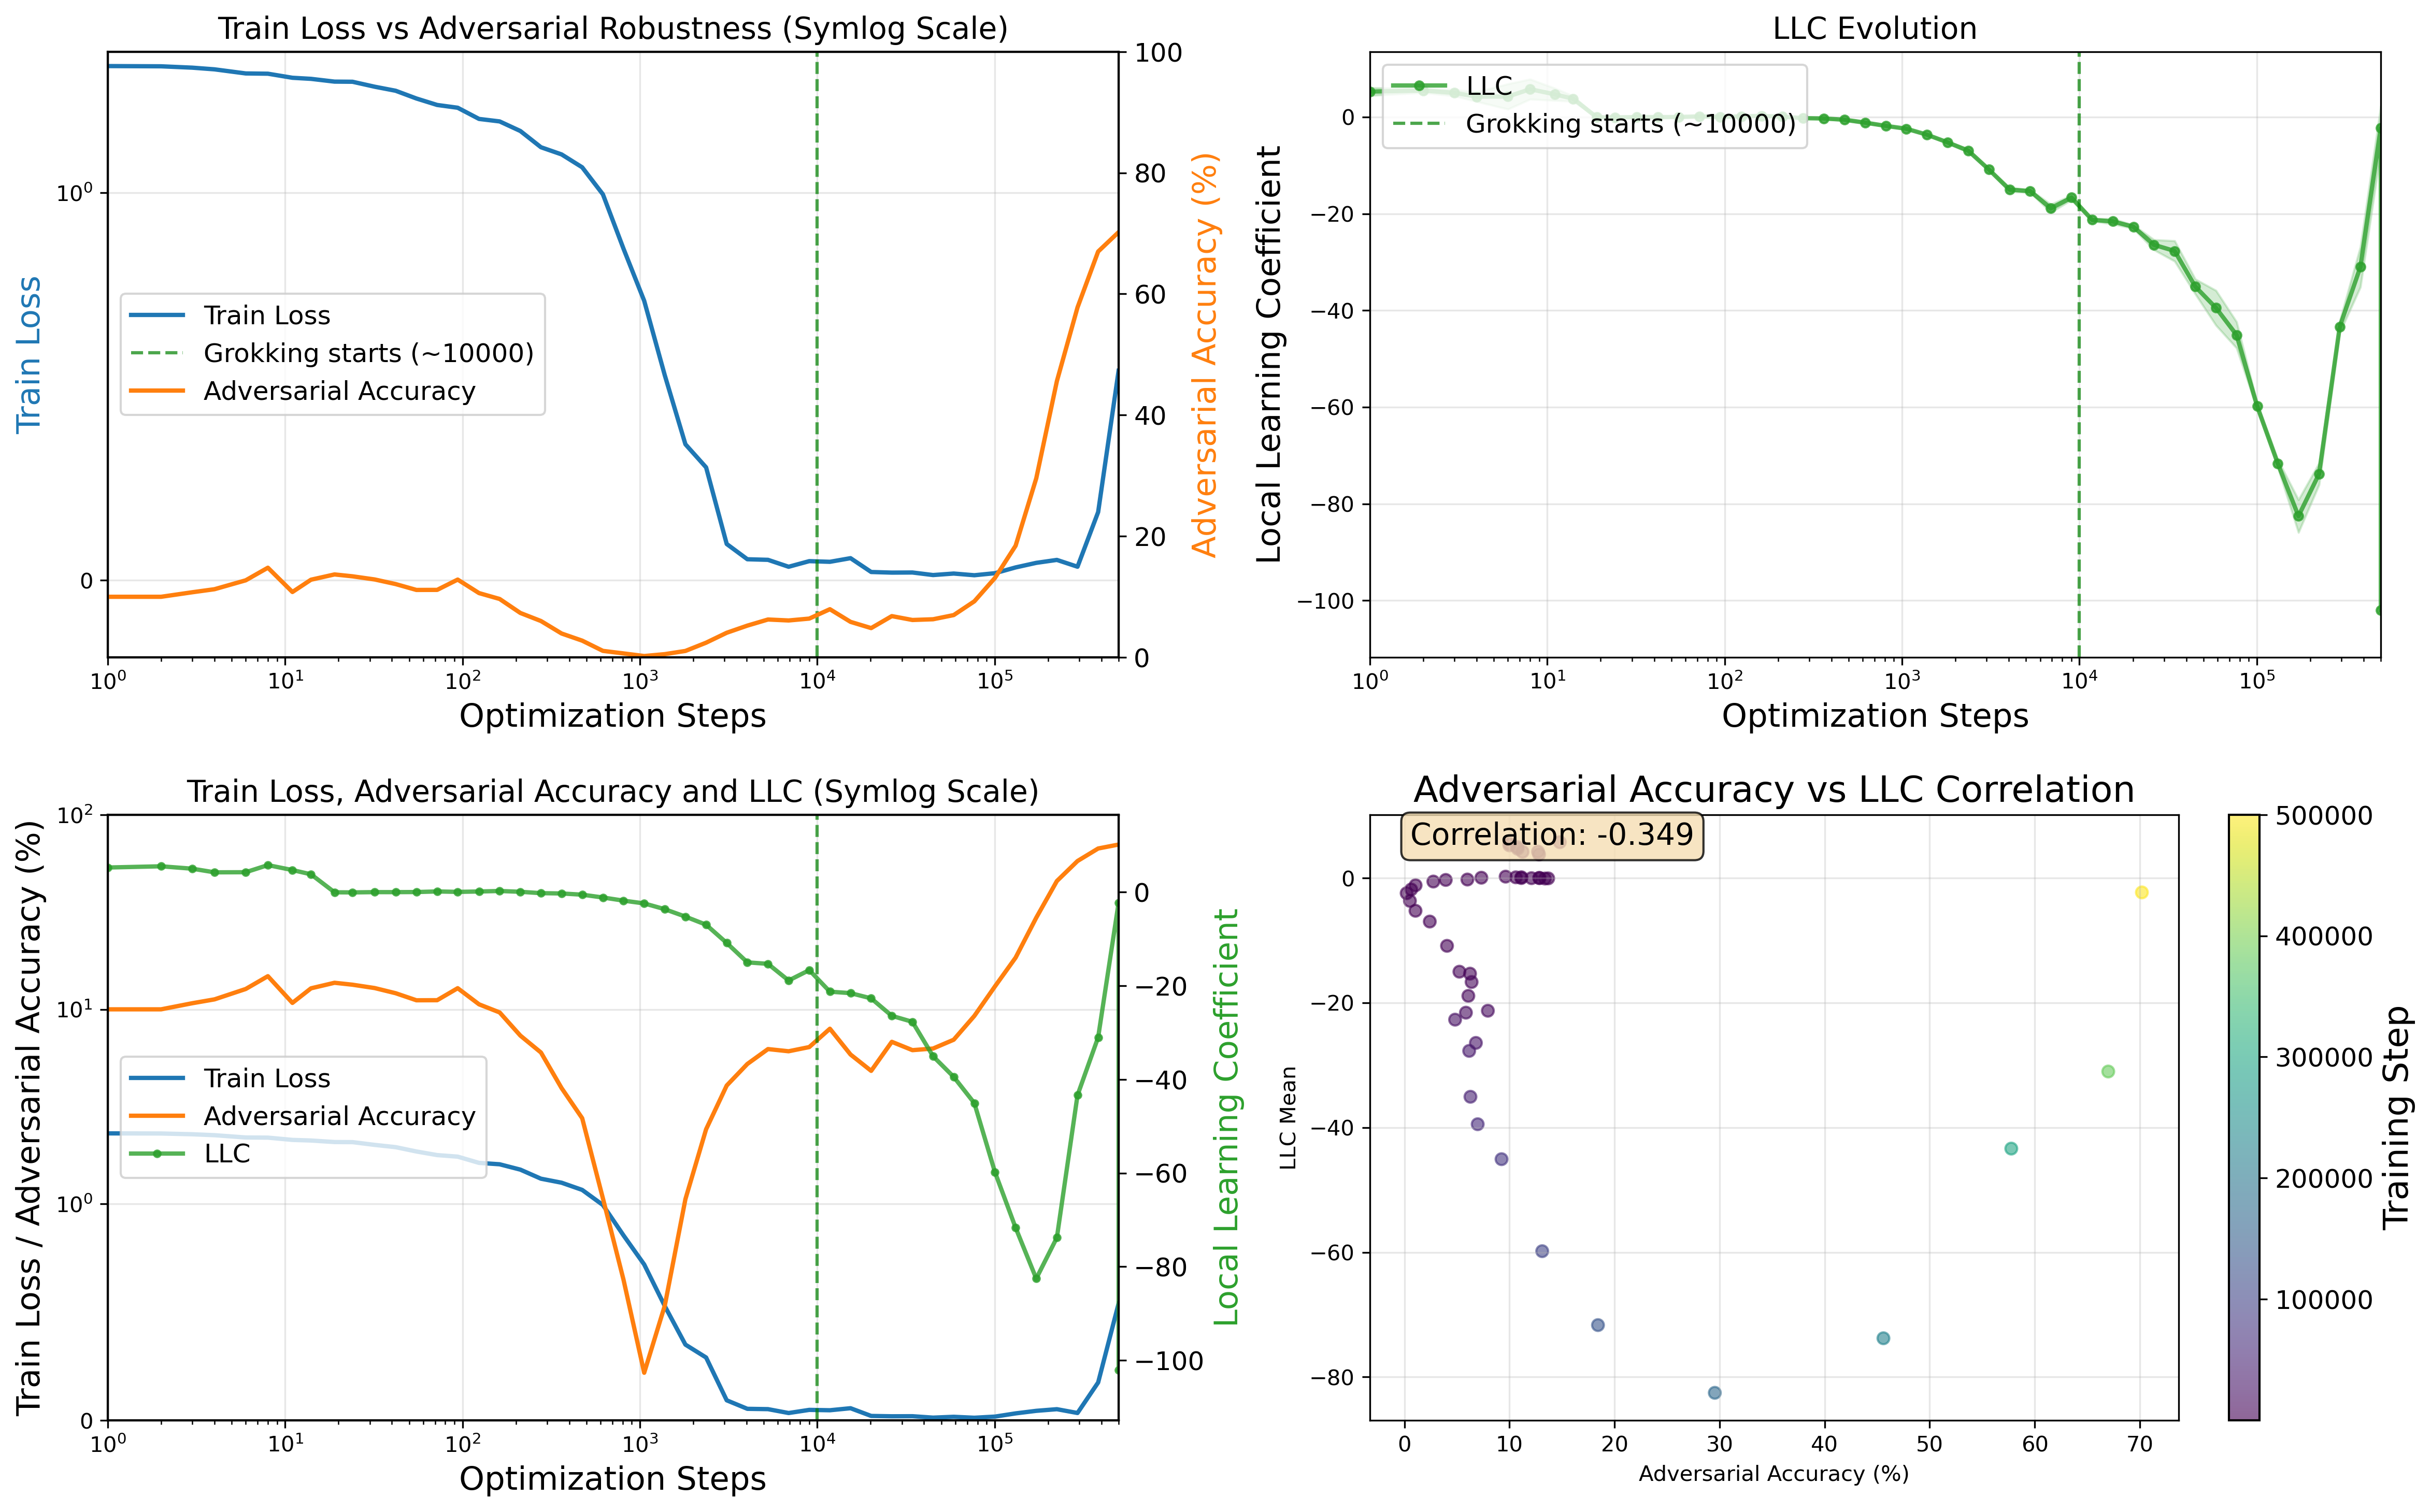 Train Loss vs Adversarial Robustness (Symlog Scale)
Train Loss
10⁰
0
Train Loss
Grokking starts (~10000)
Adversarial Accuracy
100
80
60
40
20
0
Adversarial Accuracy (%)
10⁰ 10¹ 10² 10³ 10⁴ 10⁵
Optimization Steps
LLC Evolution
Local Learning Coefficient
0
−20
−40
−60
−80
−100
LLC
Grokking starts (~10000)
10⁰ 10¹ 10² 10³ 10⁴ 10⁵
Optimization Steps
Train Loss, Adversarial Accuracy and LLC (Symlog Scale)
Train Loss / Adversarial Accuracy (%)
10²
10¹
10⁰
0
Train Loss
Adversarial Accuracy
LLC
0
−20
−40
−60
−80
−100
Local Learning Coefficient
10⁰ 10¹ 10² 10³ 10⁴ 10⁵
Optimization Steps
Adversarial Accuracy vs LLC Correlation
Correlation: -0.349
LLC Mean
0
−20
−40
−60
−80
0 10 20 30 40 50 60 70
Adversarial Accuracy (%)
500000
400000
300000
200000
100000
Training Step